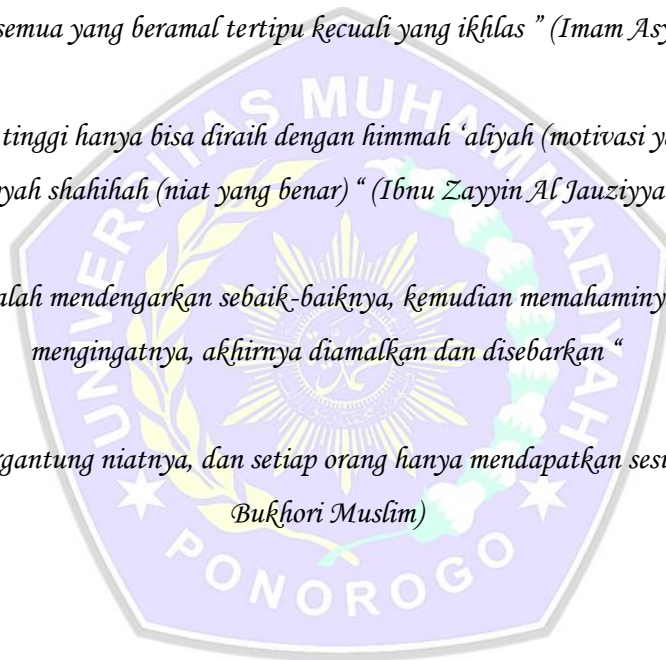 semua yang beramal tertipu kecuali yang ikhlas ” (Imam Asy
tinggi hanya bisa diraih dengan himmah ‘aliyah (motivasi ya
yyah shahihah (niat yang benar) “ (Ibnu Zayyin Al Jauziyya
alah mendengarkan sebaik-baiknya, kemudian memahaminy
mengingatnya, akhirnya diamalkan dan disebarkan “
rgantung niatnya, dan setiap orang hanya mendapatkan sesu
Bukhori Muslim)
UNIVERSITAS MUHAMMADIYAH
PONOROGO